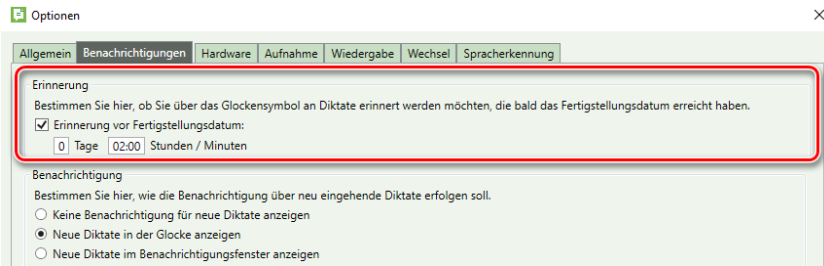 Optionen
Allgemein Benachrichtigungen Hardware Aufnahme Wiedergabe Wechsel Spracherkennung
Erinnerung
Bestimmen Sie hier, ob Sie über das Glockensymbol an Diktate erinnert werden möchten, die bald das Fertigstellungsdatum erreicht haben.
Erinnerung vor Fertigstellungsdatum:
0 Tage 02:00 Stunden / Minuten
Benachrichtigung
Bestimmen Sie hier, wie die Benachrichtigung über neu eingehende Diktate erfolgen soll.
Keine Benachrichtigung für neue Diktate anzeigen
Neue Diktate in der Glocke anzeigen
Neue Diktate im Benachrichtigungsfenster anzeigen